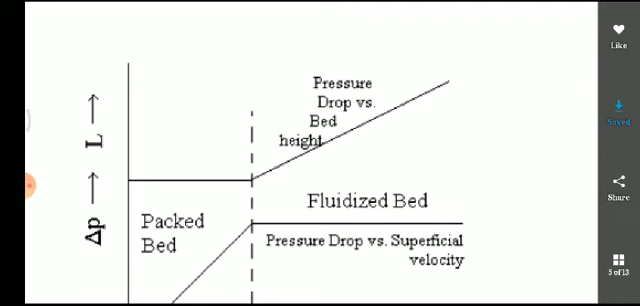 Pressure
Drop vs.
Bed
height
Δp → L →
Packed
Bed
Fluidized Bed
Pressure Drop vs. Superficial
velocity
Like
Saved
Share
5 of 13